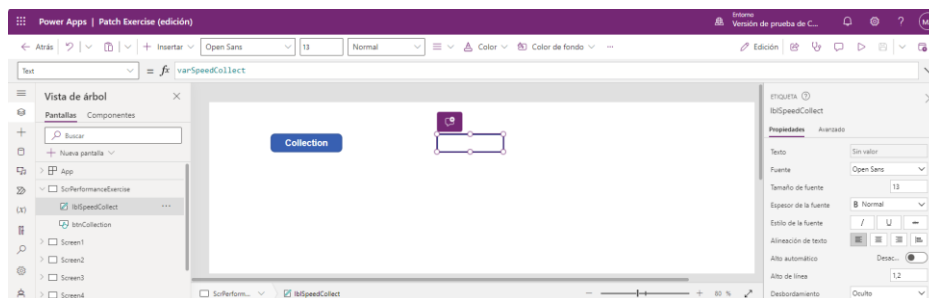 Power Apps | Patch Exercise (edición)
Entorno
Versión de prueba de C...
Atrás
Insertar
Open Sans
13
Normal
Color
Color de fondo
...
Edición
Text
= fx varSpeedCollect
Vista de árbol
Pantallas Componentes
Buscar
Nueva pantalla
App
ScrPerformanceExercise
lblSpeedCollect ...
btnCollection
Screen1
Screen2
Screen3
Screen4
Collection
ScrPerform...
lblSpeedCollect
80 %
ETIQUETA
lblSpeedCollect
Propiedades Avanzado
Texto Sin valor
Fuente Open Sans
Tamaño de fuente 13
Espesor de la fuente B Normal
Estilo de la fuente / U
Alineación de texto
Alto automático Desac...
Alto de línea 1,2
Desbordamiento Oculto